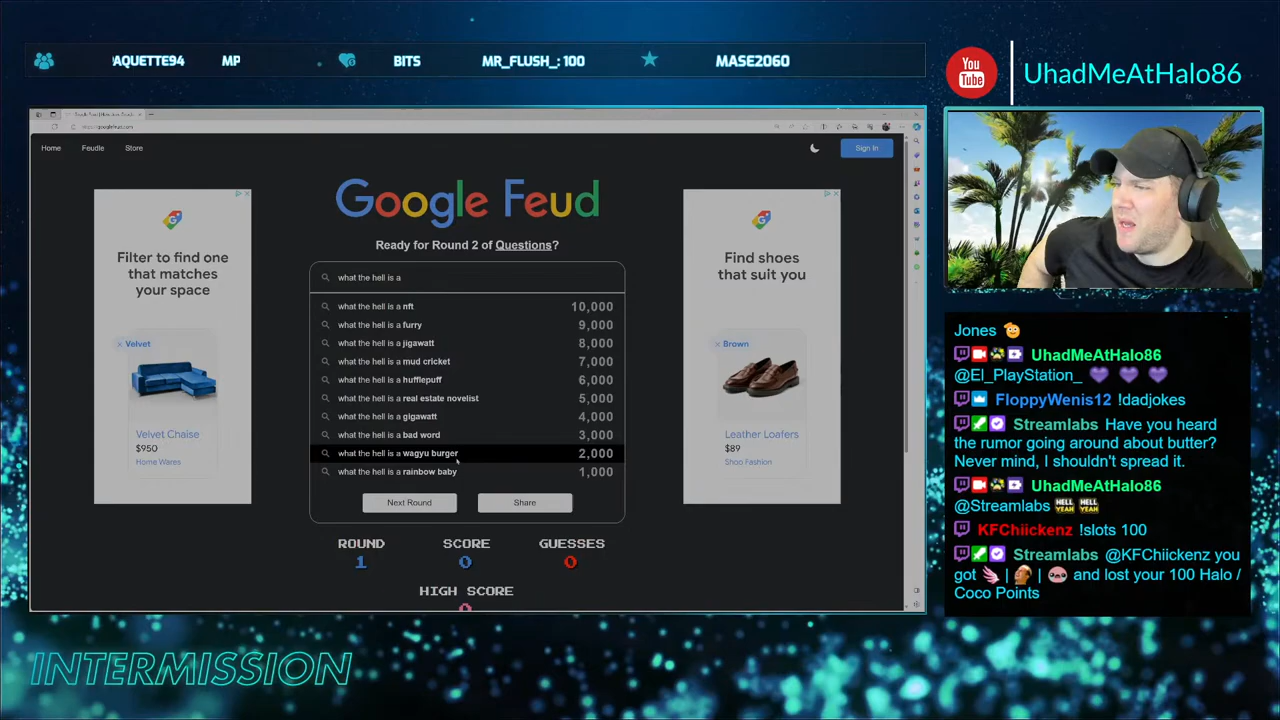 AQUETTE94 MP BITS MR_FLUSH_: 100 MASE2060
You Tube UhadMeAtHalo86
Home Feudle Store Sign In
Google Feud
Ready for Round 2 of Questions?
what the hell is a
what the hell is a nft 10,000
what the hell is a furry 9,000
what the hell is a jigawatt 8,000
what the hell is a mud cricket 7,000
what the hell is a hufflepuff 6,000
what the hell is a real estate novelist 5,000
what the hell is a gigawatt 4,000
what the hell is a bad word 3,000
what the hell is a wagyu burger 2,000
what the hell is a rainbow baby 1,000
Next Round Share
ROUND SCORE GUESSES
1 0 0
HIGH SCORE
Filter to find one
that matches
your space
Velvet
Velvet Chaise
$950
Home Wares
Find shoes
that suit you
Brown
Leather Loafers
$89
Shoo Fashion
Jones
UhadMeAtHalo86
@El_PlayStation_
FloppyWenis12 !dadjokes
Streamlabs Have you heard
the rumor going around about butter?
Never mind, I shouldn't spread it.
UhadMeAtHalo86
@Streamlabs HELL YEAH HELL YEAH
KFChiickenz !slots 100
Streamlabs @KFChiickenz you
got | | and lost your 100 Halo /
Coco Points
INTERMISSION